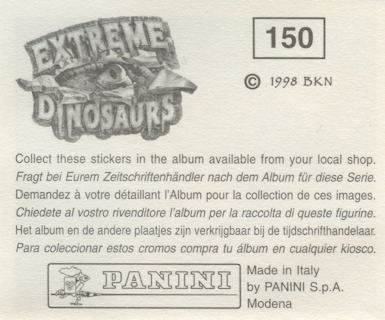 EXTREME
DINOSAURS
150
© 1998 BKN
Collect these stickers in the album available from your local shop.
Fragt bei Eurem Zeitschriftenhändler nach dem Album für diese Serie.
Demandez à votre détaillant l'Album pour la collection de ces images.
Chiedete al vostro rivenditore l'album per la raccolta di queste figurine.
Het album en de andere plaatjes zijn verkrijgbaar bij de tijdschrifthandelaar.
Para coleccionar estos cromos compra tu álbum en cualquier kiosco.
PANINI
Made in Italy
by PANINI S.p.A.
Modena